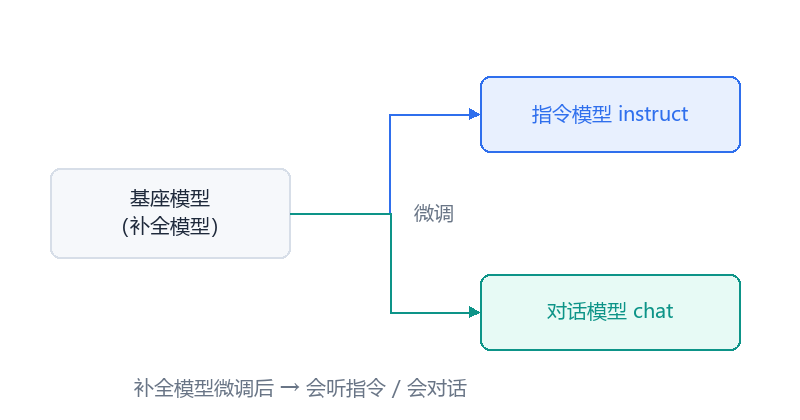 指令模型 instruct
基座模型
(补全模型)
微调
对话模型 chat
补全模型微调后 → 会听指令 / 会对话